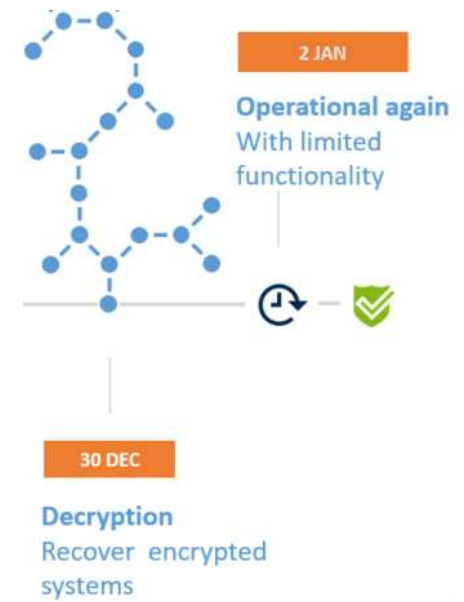 2 JAN
Operational again
With limited
functionality
30 DEC
Decryption
Recover encrypted
systems